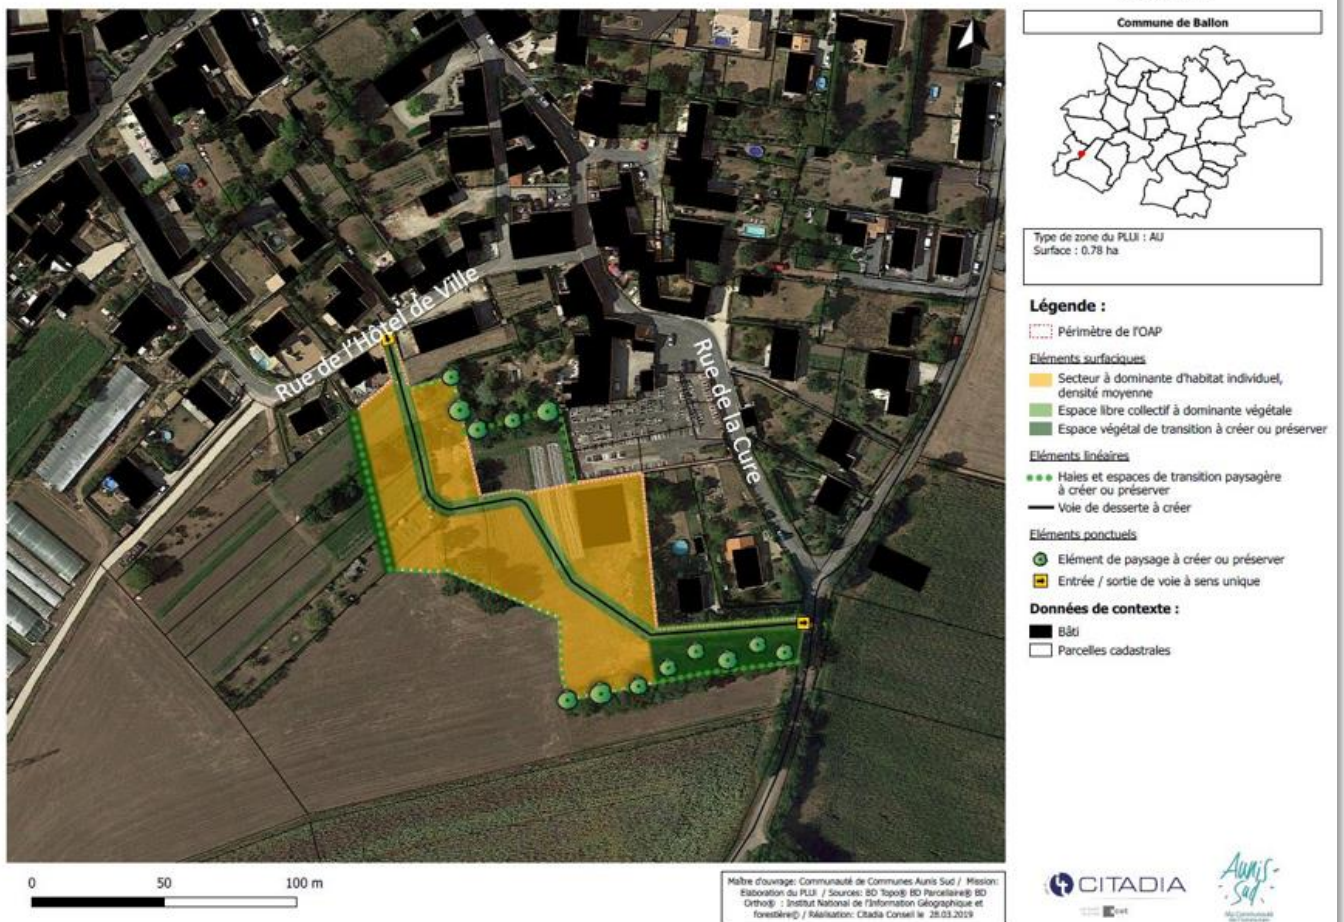 Commune de Ballon
Type de zone du PLUi : AU
Surface : 0.78 ha
Légende :
Périmètre de l'OAP
Eléments surfaciques
Secteur à dominante d'habitat individuel,
densité moyenne
Espace libre collectif à dominante végétale
Espace végétal de transition à créer ou préserver
Eléments linéaires
Haies et espaces de transition paysagère
à créer ou préserver
Voie de desserte à créer
Eléments ponctuels
Elément de paysage à créer ou préserver
Entrée / sortie de voie à sens unique
Données de contexte :
Bâti
Parcelles cadastrales
Rue de l'Hôtel de Ville
Rue de la Cure
0 50 100 m
Maître d'ouvrage: Communauté de Communes Aunis Sud / Mission:
Elaboration du PLUi / Sources: BD Topo® BD Parcellaire® BD
Ortho® : Institut National de l'Information Géographique et
forestière© / Réalisation: Citadia Conseil le 28.03.2019
CITADIA
Aunis-
Sud